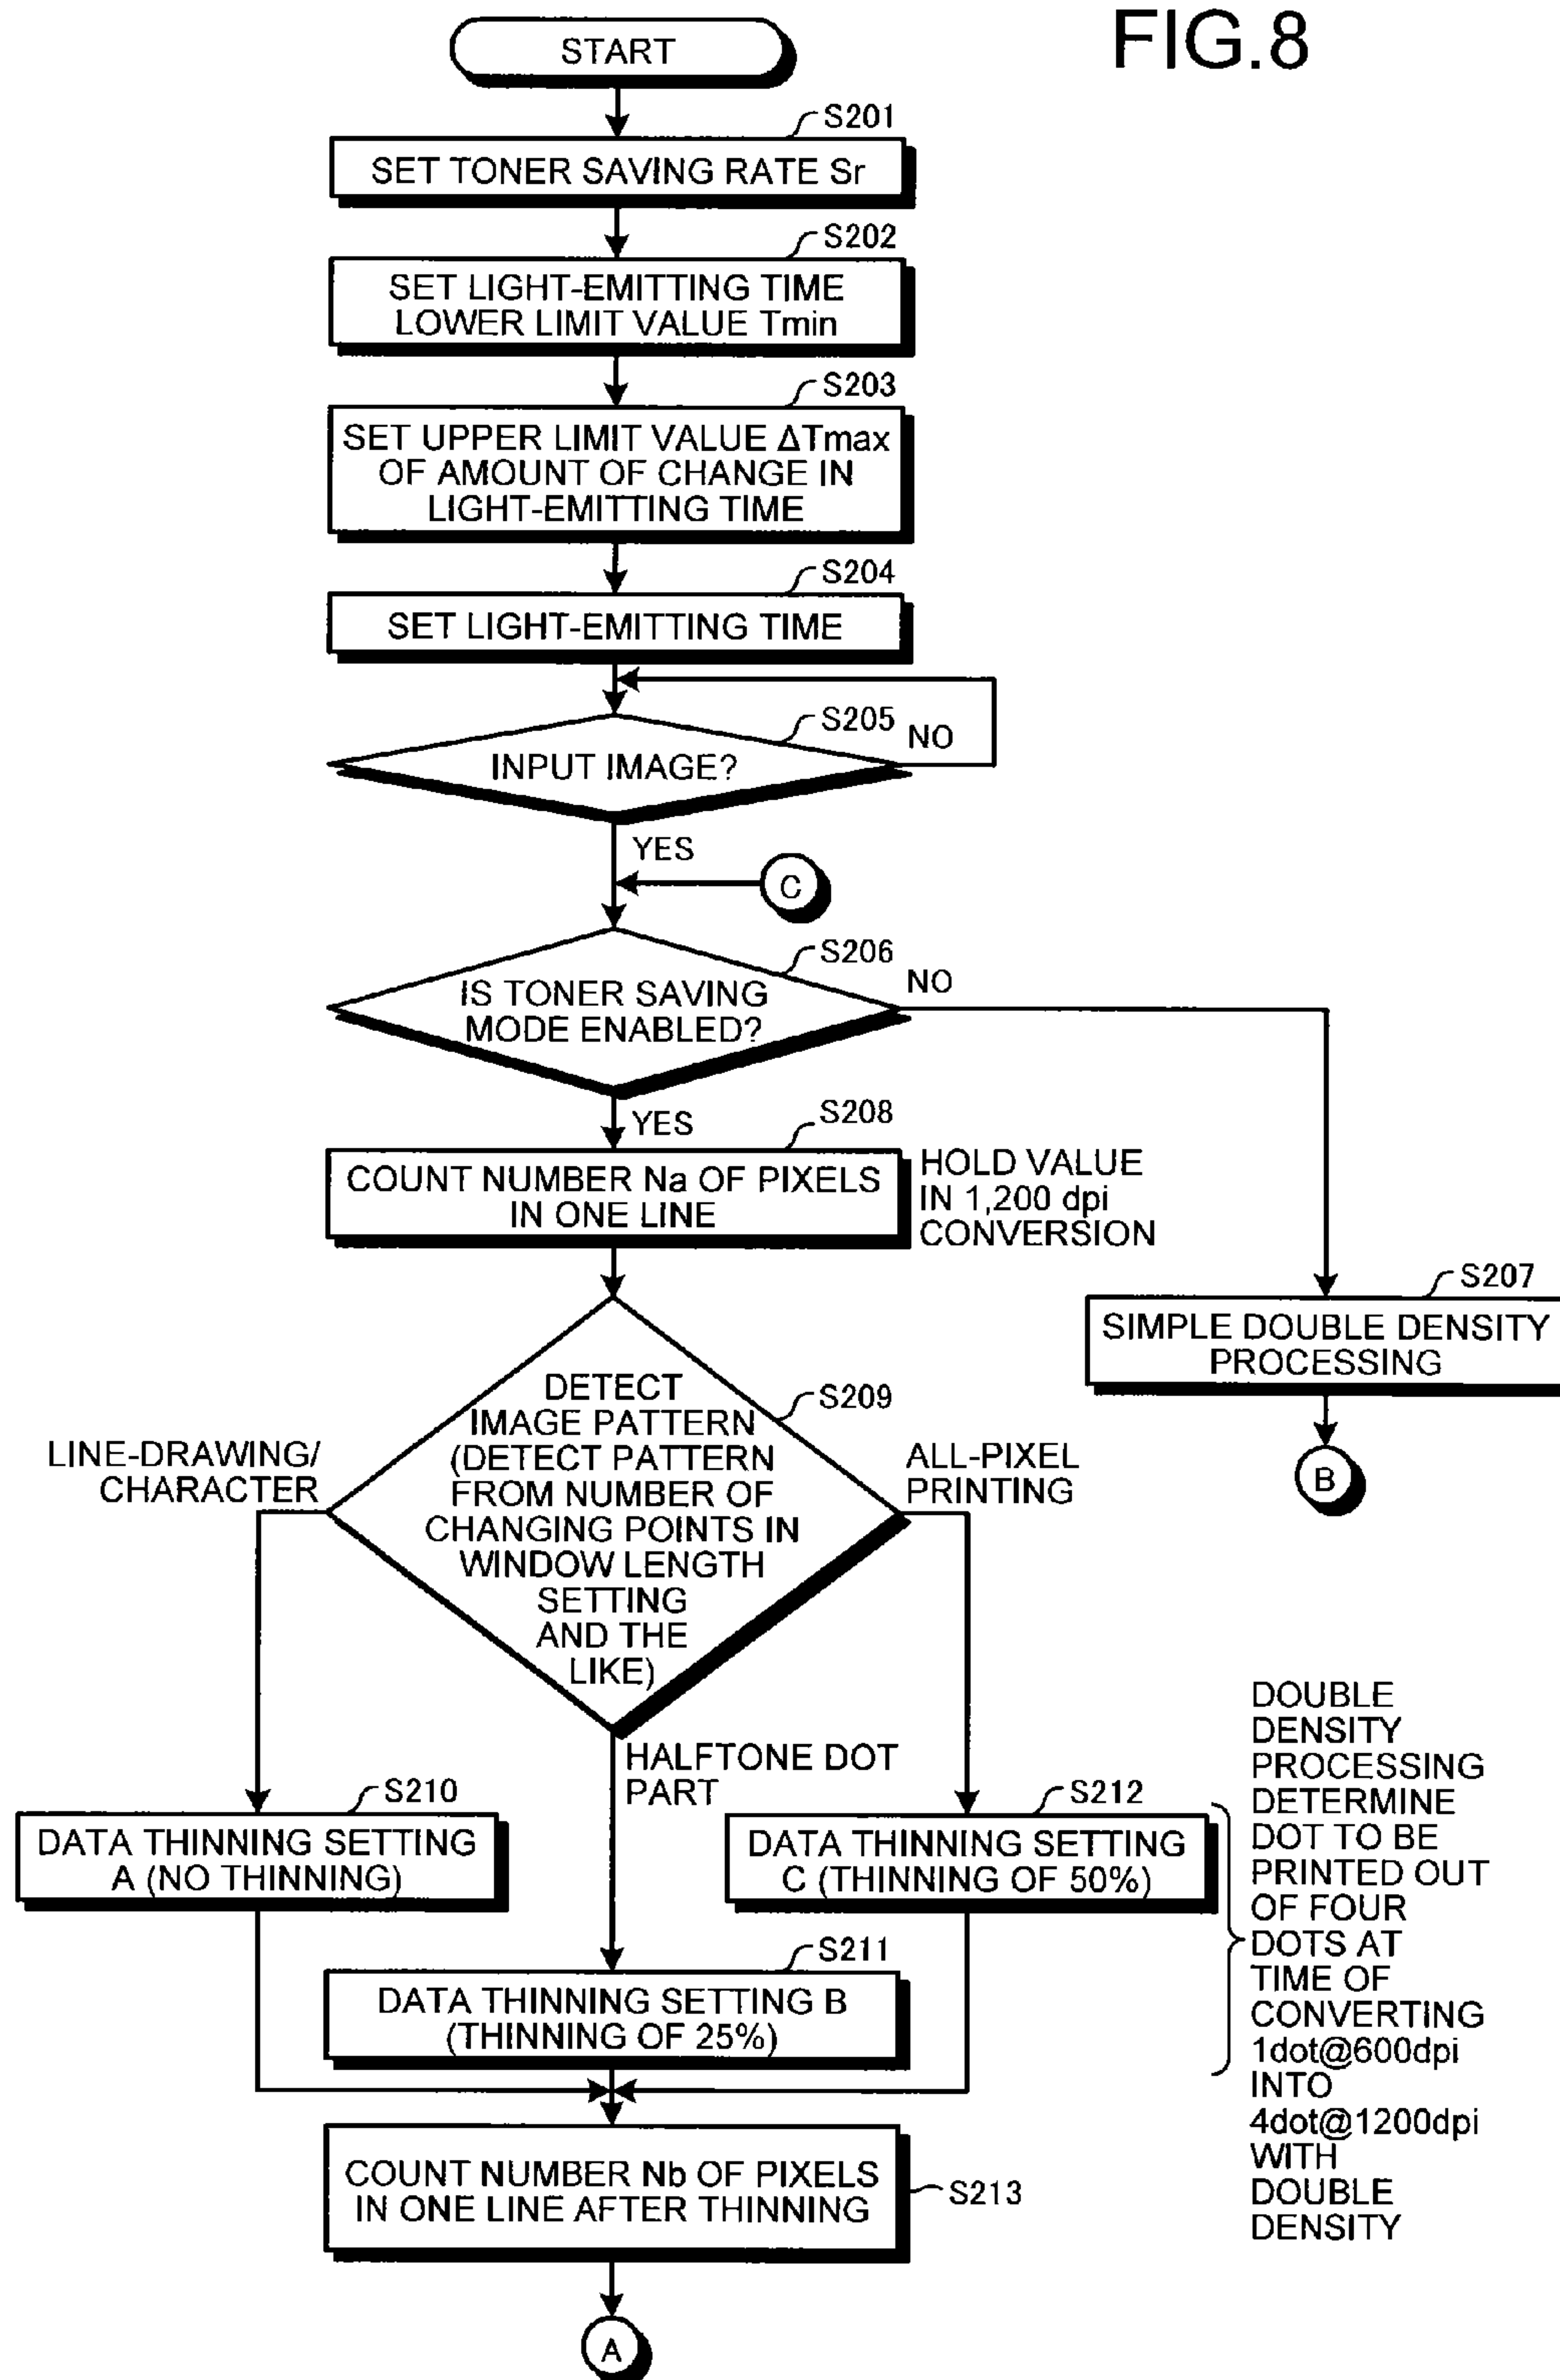 FIG.8
START
S201
SET TONER SAVING RATE Sr
S202
SET LIGHT-EMITTING TIME
LOWER LIMIT VALUE Tmin
S203
SET UPPER LIMIT VALUE ΔTmax
OF AMOUNT OF CHANGE IN
LIGHT-EMITTING TIME
S204
SET LIGHT-EMITTING TIME
S205
NO
INPUT IMAGE?
YES
C
S206
NO
IS TONER SAVING
MODE ENABLED?
YES
S208
COUNT NUMBER Na OF PIXELS
IN ONE LINE
HOLD VALUE
IN 1,200 dpi
CONVERSION
S207
SIMPLE DOUBLE DENSITY
PROCESSING
B
S209
DETECT
IMAGE PATTERN
(DETECT PATTERN
FROM NUMBER OF
CHANGING POINTS IN
WINDOW LENGTH
SETTING
AND THE
LIKE)
LINE-DRAWING/
CHARACTER
ALL-PIXEL
PRINTING
HALFTONE DOT
PART
S210
DATA THINNING SETTING
A (NO THINNING)
S212
DATA THINNING SETTING
C (THINNING OF 50%)
S211
DATA THINNING SETTING B
(THINNING OF 25%)
DOUBLE
DENSITY
PROCESSING
DETERMINE
DOT TO BE
PRINTED OUT
OF FOUR
DOTS AT
TIME OF
CONVERTING
1dot@600dpi
INTO
4dot@1200dpi
WITH
DOUBLE
DENSITY
COUNT NUMBER Nb OF PIXELS
IN ONE LINE AFTER THINNING
S213
A